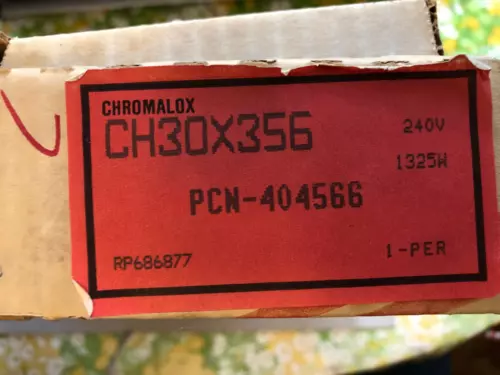 CHROMALOX
CH30X356
240V
1325W
PCN-404566
RP686877
1-PER